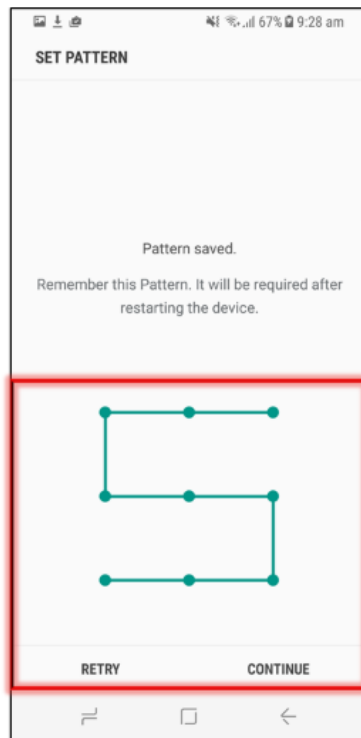 67% 9:28 am
SET PATTERN
Pattern saved.
Remember this Pattern. It will be required after
restarting the device.
RETRY CONTINUE